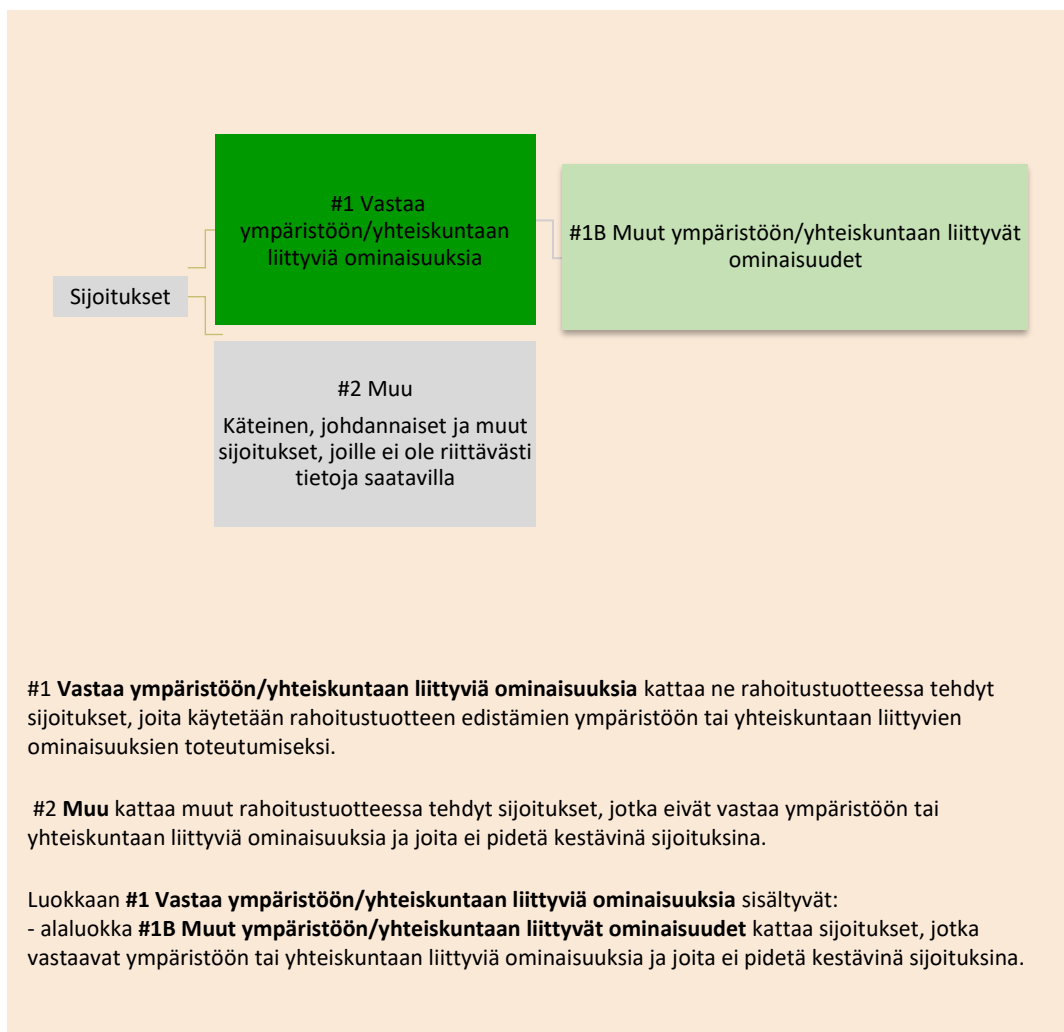 #1 Vastaa
ympäristöön/yhteiskuntaan
liittyviä ominaisuuksia
#1B Muut ympäristöön/yhteiskuntaan liittyvät
ominaisuudet
Sijoitukset
#2 Muu
Käteinen, johdannaiset ja muut
sijoitukset, joille ei ole riittävästi
tietoja saatavilla
#1 Vastaa ympäristöön/yhteiskuntaan liittyviä ominaisuuksia kattaa ne rahoitustuotteessa tehdyt
sijoitukset, joita käytetään rahoitustuotteen edistämien ympäristöön tai yhteiskuntaan liittyvien
ominaisuuksien toteutumiseksi.
#2 Muu kattaa muut rahoitustuotteessa tehdyt sijoitukset, jotka eivät vastaa ympäristöön tai
yhteiskuntaan liittyviä ominaisuuksia ja joita ei pidetä kestävinä sijoituksina.
Luokkaan #1 Vastaa ympäristöön/yhteiskuntaan liittyviä ominaisuuksia sisältyvät:
- alaluokka #1B Muut ympäristöön/yhteiskuntaan liittyvät ominaisuudet kattaa sijoitukset, jotka
vastaavat ympäristöön tai yhteiskuntaan liittyviä ominaisuuksia ja joita ei pidetä kestävinä sijoituksina.